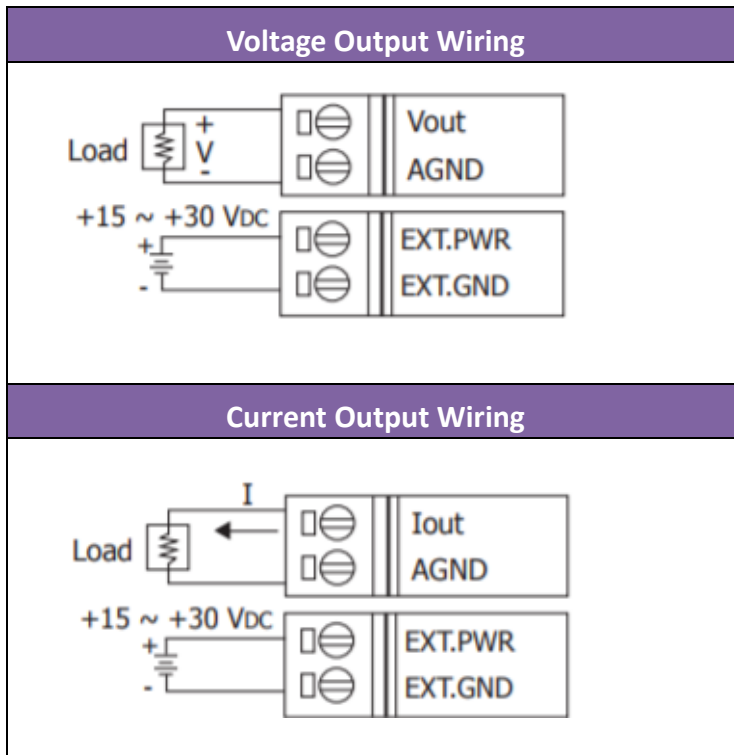 Voltage Output Wiring
Load
+
V
-
Vout
AGND
+15 ~ +30 VDC
+
-
EXT.PWR
EXT.GND
Current Output Wiring
I
Load
Iout
AGND
+15 ~ +30 VDC
+
-
EXT.PWR
EXT.GND